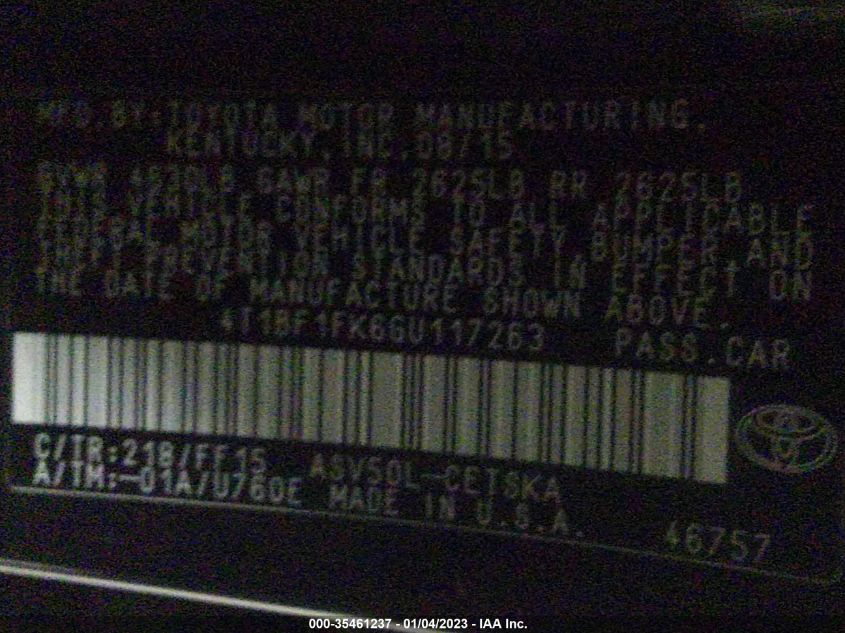 MFD.BY:TOYOTA MOTOR MANUFACTURING,
KENTUCKY,INC.08/15
GVWR 4630LB GAWR FR 2625LB RR 2625LB
THIS VEHICLE CONFORMS TO ALL APPLICABLE
FEDERAL MOTOR VEHICLE SAFETY,BUMPER,AND
THEFT PREVENTION STANDARDS IN EFFECT ON
THE DATE OF MANUFACTURE SHOWN ABOVE.
4T1BF1FK6GU117263 PASS.CAR
C/TR:218/FF15 ASV50L-CETSKA
A/TM:-01A/U760E MADE IN U.S.A.
46757
000-35461237 - 01/04/2023 - IAA Inc.